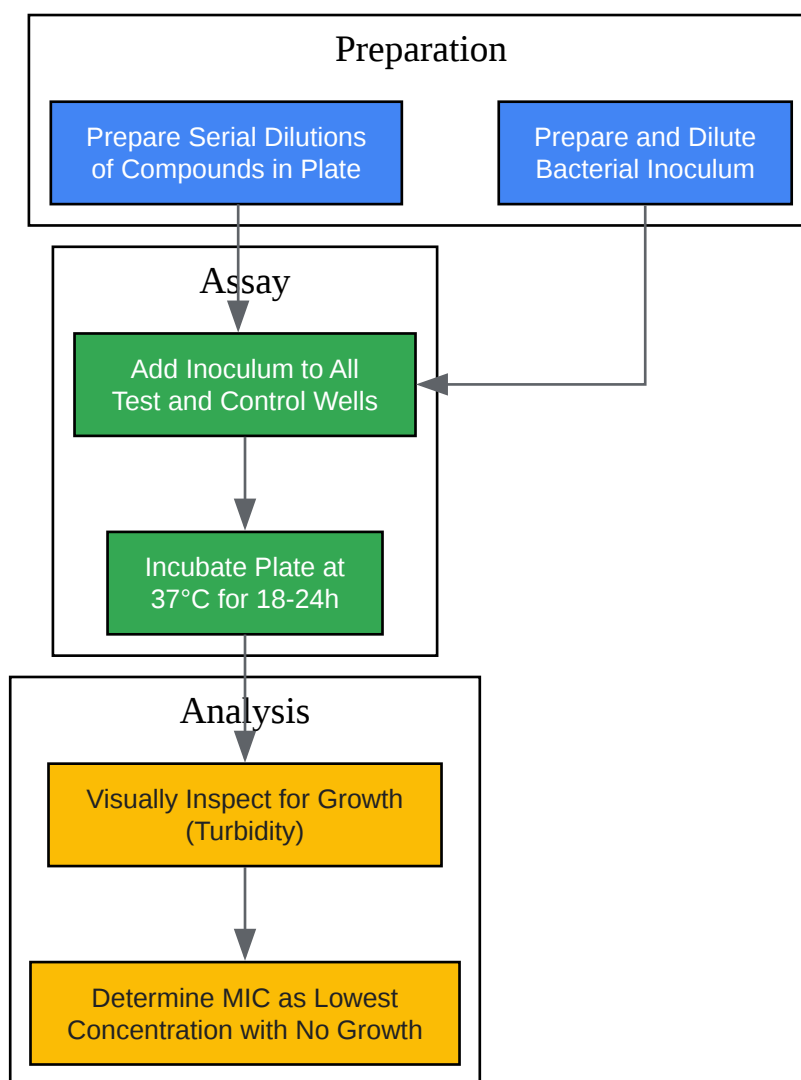 Preparation
Prepare Serial Dilutions
of Compounds in Plate
Prepare and Dilute
Bacterial Inoculum
Assay
Add Inoculum to All
Test and Control Wells
Incubate Plate at
37°C for 18-24h
Analysis
Visually Inspect for Growth
(Turbidity)
Determine MIC as Lowest
Concentration with No Growth